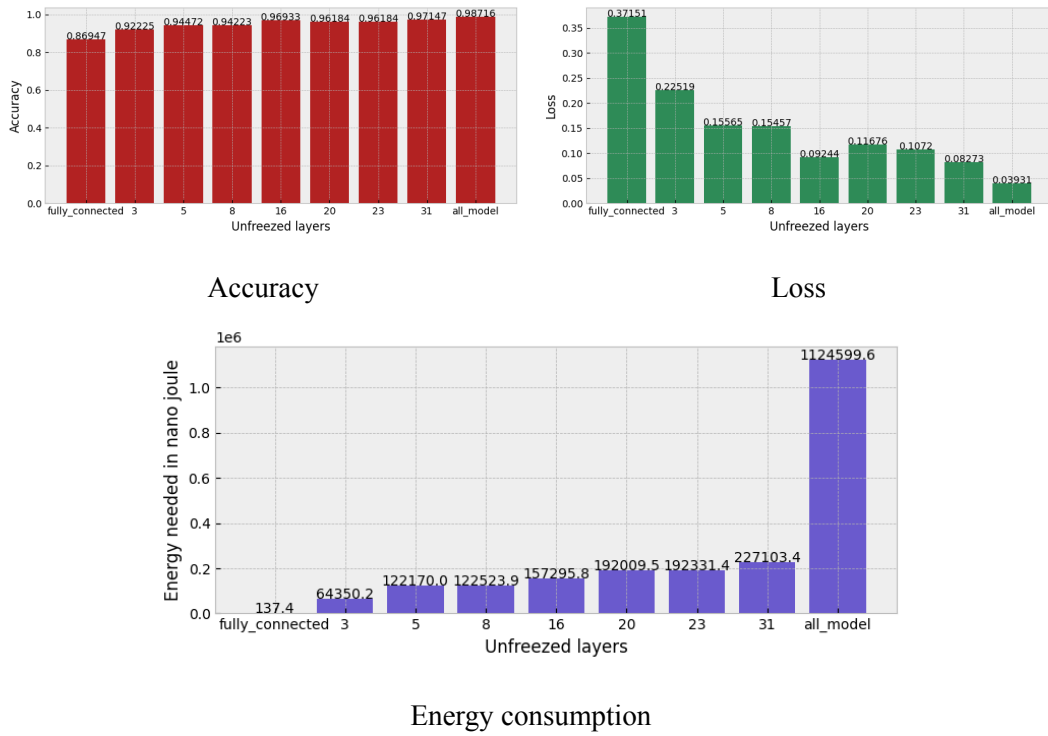 0.86947 0.92225 0.94472 0.94223 0.96933 0.96184 0.96184 0.97147 0.98716
1.0
0.8
0.6
0.4
0.2
0.0
Accuracy
fully_connected 3 5 8 16 20 23 31 all_model
Unfreezed layers
Accuracy
0.37151 0.22519 0.15565 0.15457 0.09244 0.11676 0.1072 0.08273 0.03931
0.35
0.30
0.25
0.20
0.15
0.10
0.05
0.00
Loss
fully_connected 3 5 8 16 20 23 31 all_model
Unfreezed layers
Loss
1e6
137.4 64350.2 122170.0 122523.9 157295.8 192009.5 192331.4 227103.4 1124599.6
1.0
0.8
0.6
0.4
0.2
0.0
Energy needed in nano joule
fully_connected 3 5 8 16 20 23 31 all_model
Unfreezed layers
Energy consumption